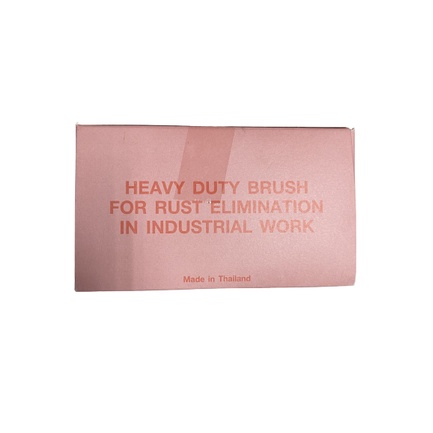 HEAVY DUTY BRUSH
FOR RUST ELIMINATION
IN INDUSTRIAL WORK
Made in Thailand